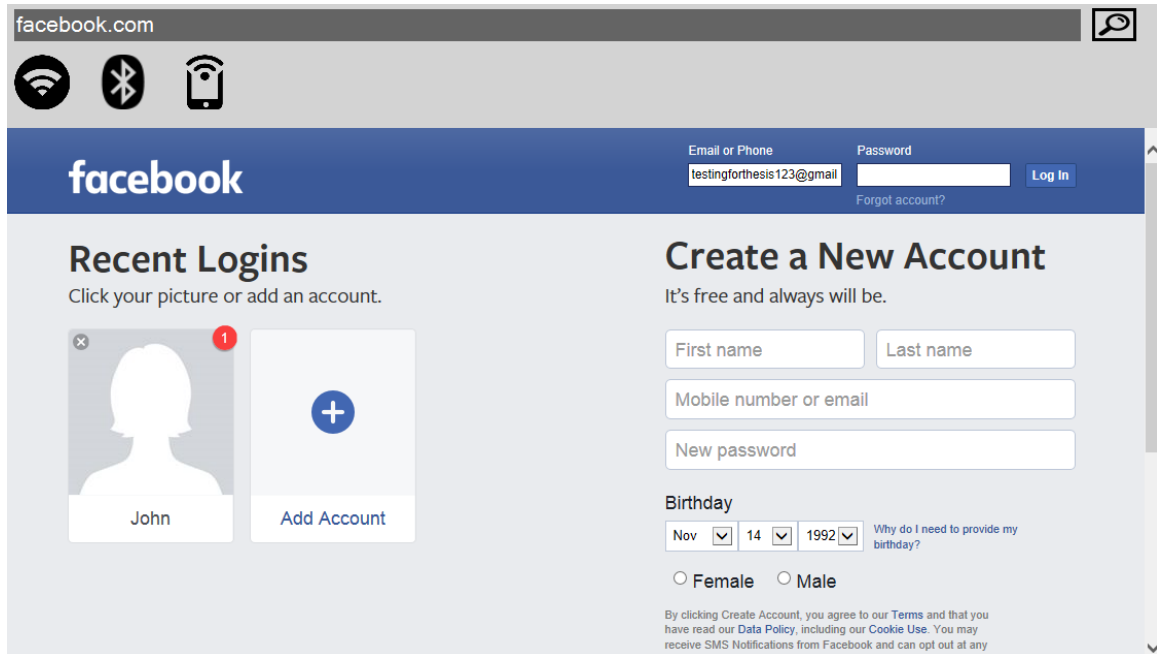 facebook.com
facebook
Email or Phone
Password
testingforthesis123@gmail
Log In
Forgot account?
Recent Logins
Click your picture or add an account.
1
John
Add Account
Create a New Account
It's free and always will be.
First name
Last name
Mobile number or email
New password
Birthday
Nov 14 1992
Why do I need to provide my
birthday?
Female Male
By clicking Create Account, you agree to our Terms and that you
have read our Data Policy, including our Cookie Use. You may
receive SMS Notifications from Facebook and can opt out at any